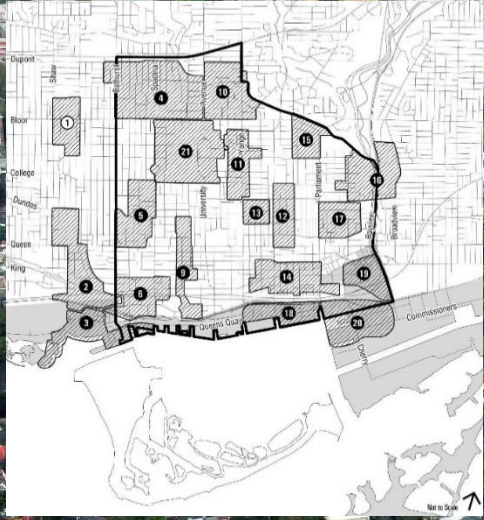 Dupont
Shaw
Bathurst
Spadina
4
10
Bloor
1
Yonge
15
21
11
16
College
Parliament
Dundas
5
University
13
12
17
Bayview
Broadview
Queen
King
9
14
19
2
6
3
Queens Quay
18
20
Commissioners
Cherry
Not to Scale